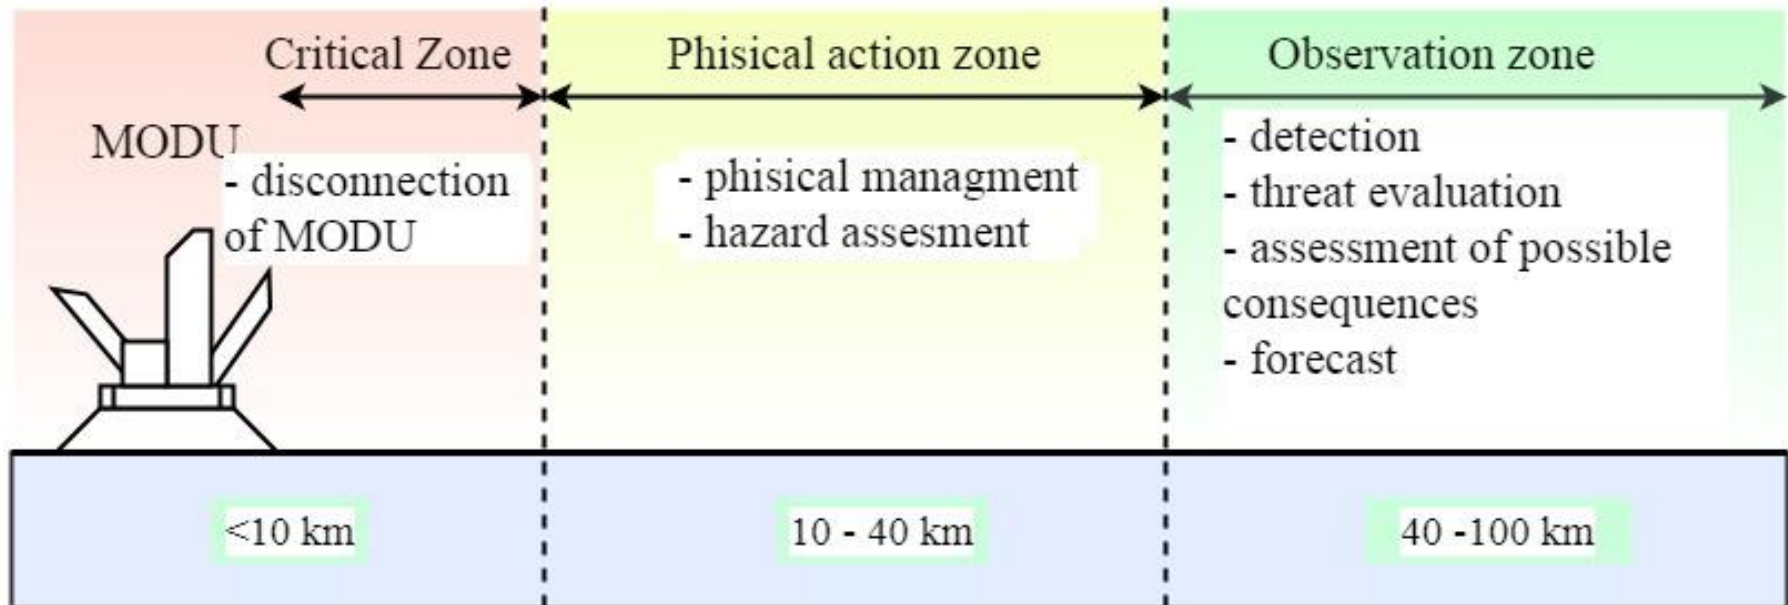 Critical Zone
Phisical action zone
Observation zone
MODU
- disconnection
of MODU
- phisical managment
- hazard assesment
- detection
- threat evaluation
- assessment of possible
consequences
- forecast
<10 km
10 - 40 km
40 -100 km